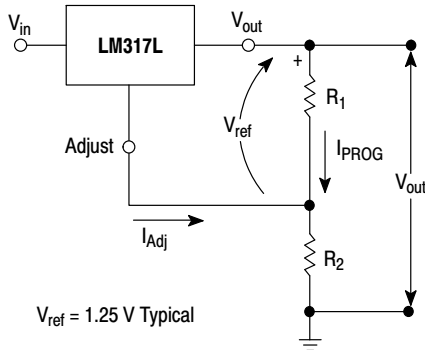 V_in
LM317L
V_out
+
R_1
V_ref
Adjust
I_PROG
V_out
I_Adj
R_2
V_ref = 1.25 V Typical